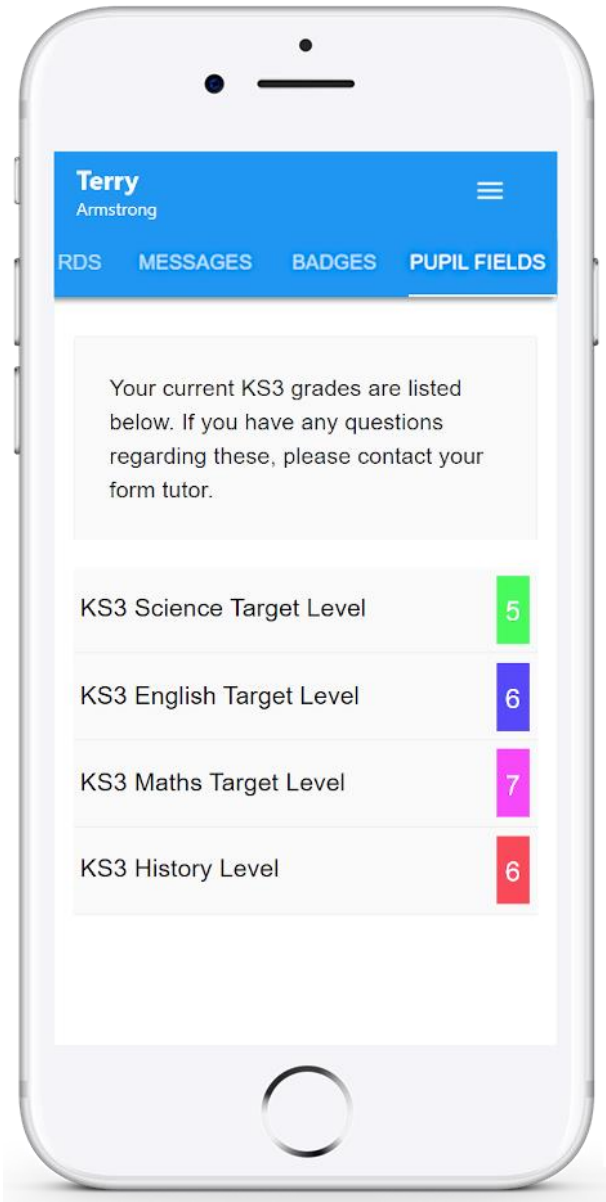 Terry
Armstrong
RDS MESSAGES BADGES PUPIL FIELDS
Your current KS3 grades are listed
below. If you have any questions
regarding these, please contact your
form tutor.
KS3 Science Target Level 5
KS3 English Target Level 6
KS3 Maths Target Level 7
KS3 History Level 6